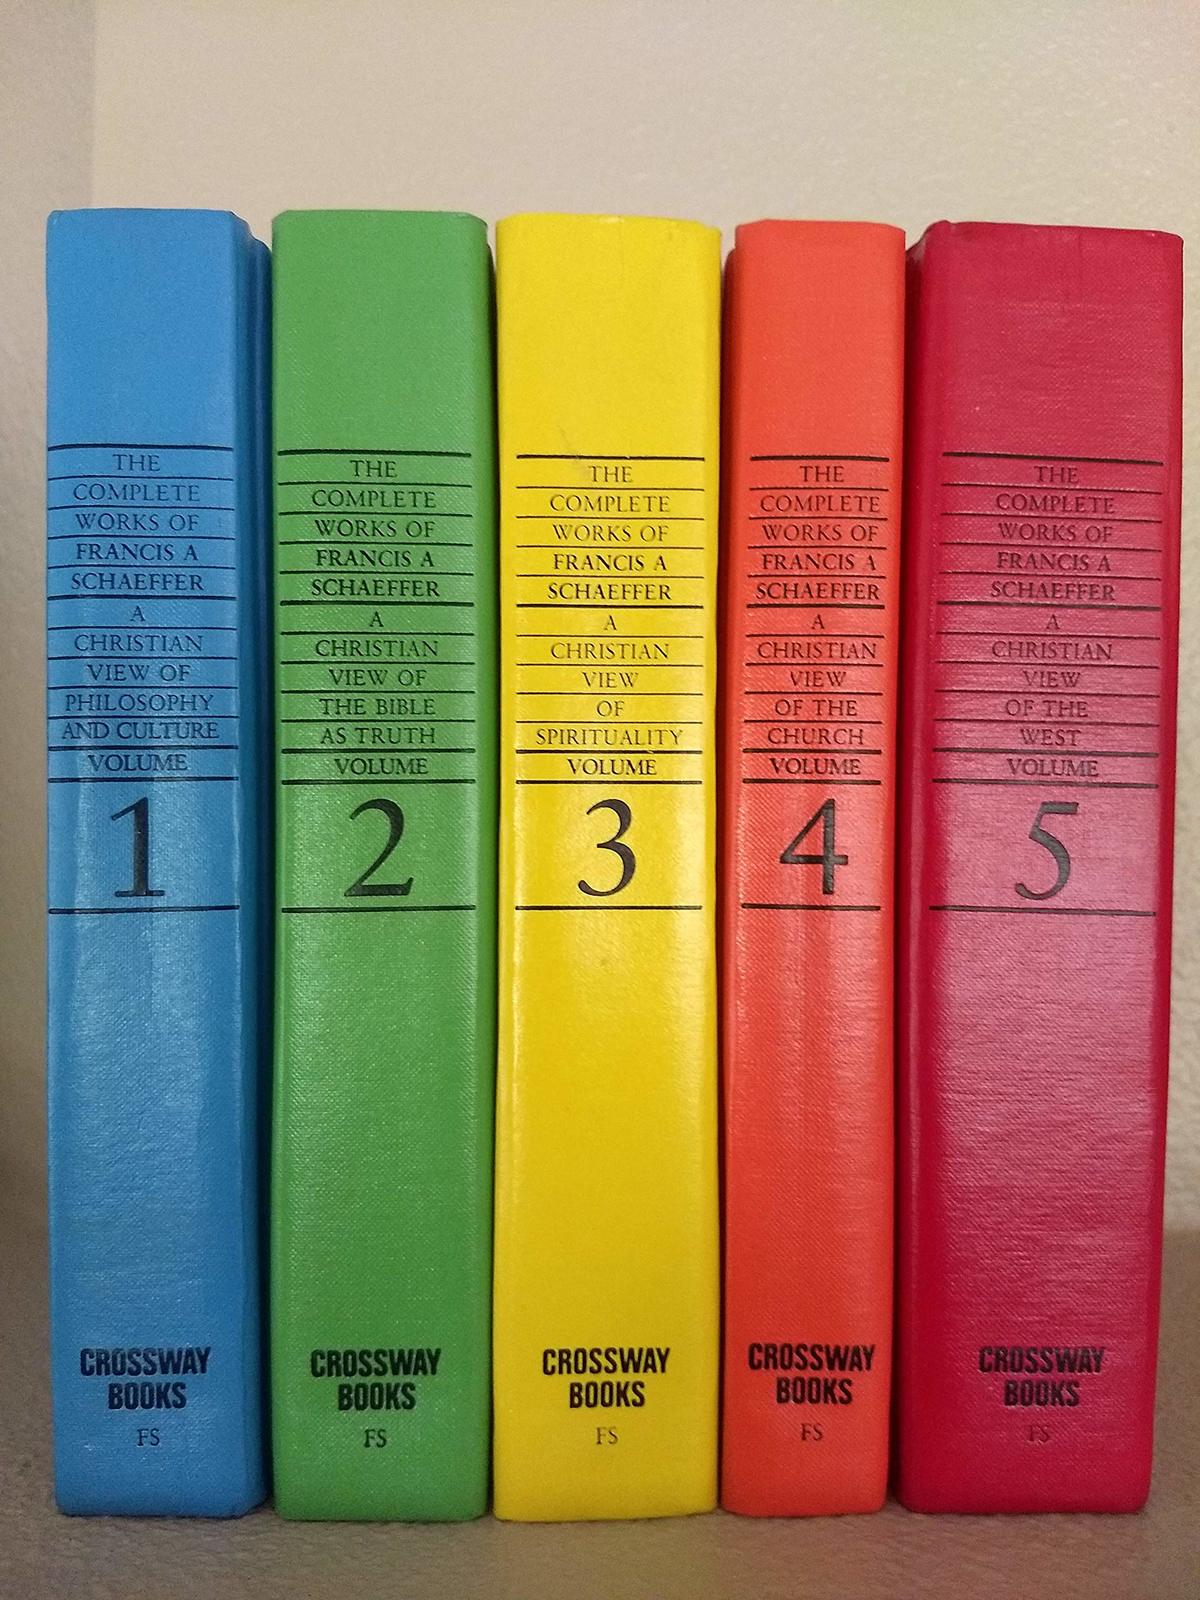 THE
COMPLETE
WORKS OF
FRANCIS A
SCHAEFFER
A
CHRISTIAN
VIEW OF
PHILOSOPHY
AND CULTURE
VOLUME
1
CROSSWAY
BOOKS
FS
THE
COMPLETE
WORKS OF
FRANCIS A
SCHAEFFER
A
CHRISTIAN
VIEW OF
THE BIBLE
AS TRUTH
VOLUME
2
CROSSWAY
BOOKS
FS
THE
COMPLETE
WORKS OF
FRANCIS A
SCHAEFFER
A
CHRISTIAN
VIEW
OF
SPIRITUALITY
VOLUME
3
CROSSWAY
BOOKS
FS
THE
COMPLETE
WORKS OF
FRANCIS A
SCHAEFFER
A
CHRISTIAN
VIEW
OF THE
CHURCH
VOLUME
4
CROSSWAY
BOOKS
FS
THE
COMPLETE
WORKS OF
FRANCIS A
SCHAEFFER
A
CHRISTIAN
VIEW
OF THE
WEST
VOLUME
5
CROSSWAY
BOOKS
FS